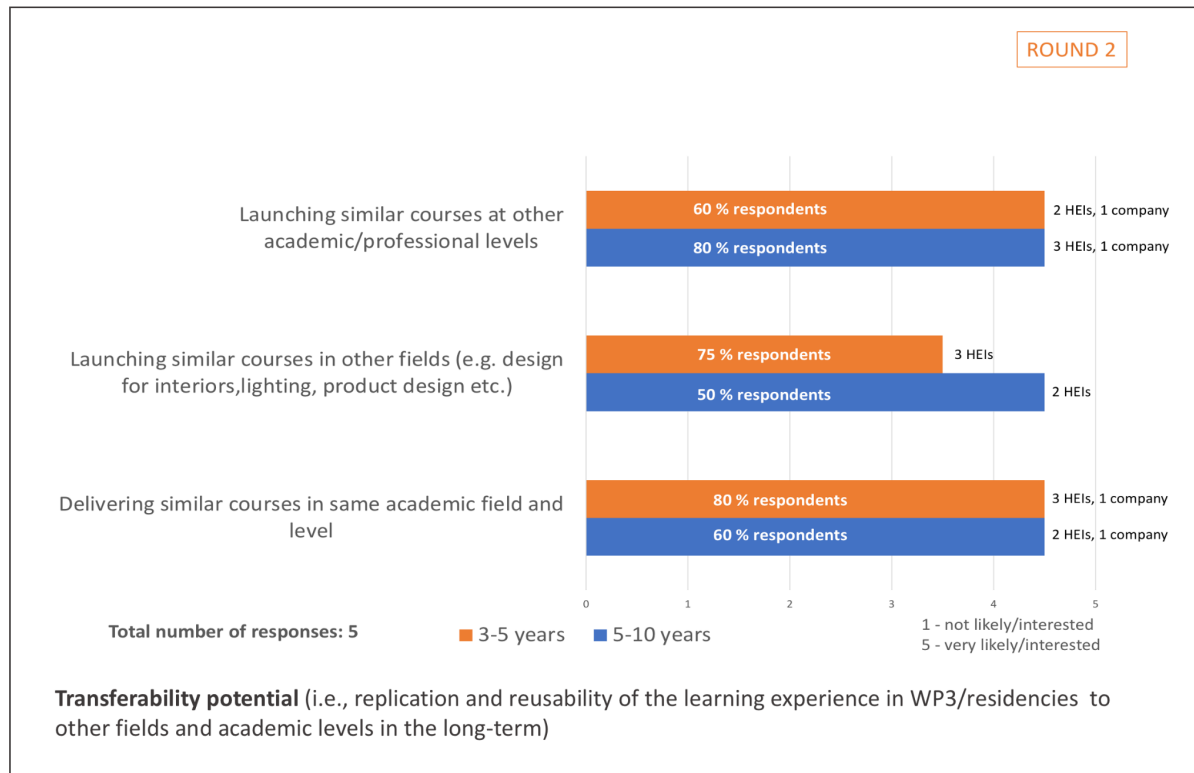 ROUND 2
Launching similar courses at other
academic/professional levels
60 % respondents
2 HEIs, 1 company
80 % respondents
3 HEIs, 1 company
Launching similar courses in other fields (e.g. design
for interiors,lighting, product design etc.)
75 % respondents
3 HEIs
50 % respondents
2 HEIs
Delivering similar courses in same academic field and
level
80 % respondents
3 HEIs, 1 company
60 % respondents
2 HEIs, 1 company
0 1 2 3 4 5
Total number of responses: 5
3-5 years 5-10 years
1 - not likely/interested
5 - very likely/interested
Transferability potential (i.e., replication and reusability of the learning experience in WP3/residencies to
other fields and academic levels in the long-term)